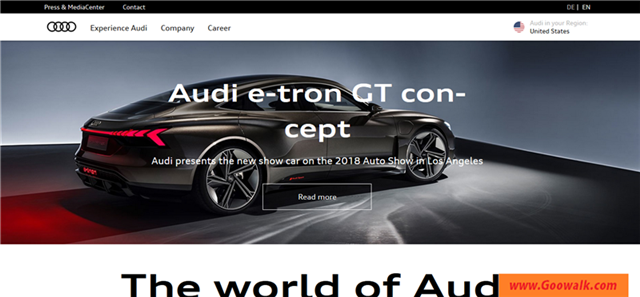 Press & MediaCenter Contact DE | EN
Experience Audi Company Career Audi in your Region:
United States
Audi e-tron GT con-
cept
Audi presents the new show car on the 2018 Auto Show in Los Angeles
Read more
The world of Aud
www.Goowalk.com